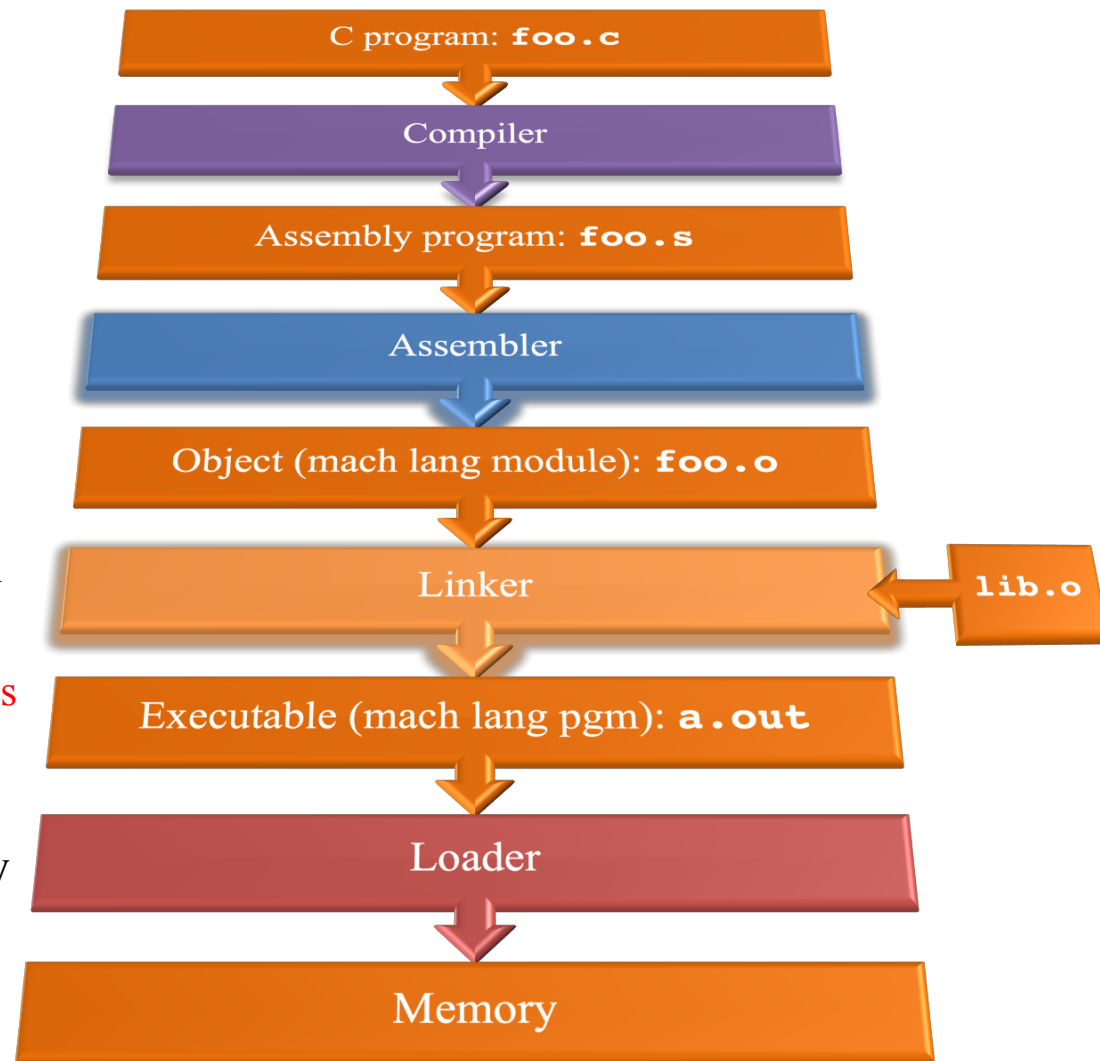 C program: foo.c
Compiler
Assembly program: foo.s
Assembler
Object (mach lang module): foo.o
Linker
lib.o
s
Executable (mach lang pgm): a.out
Loader
y
Memory